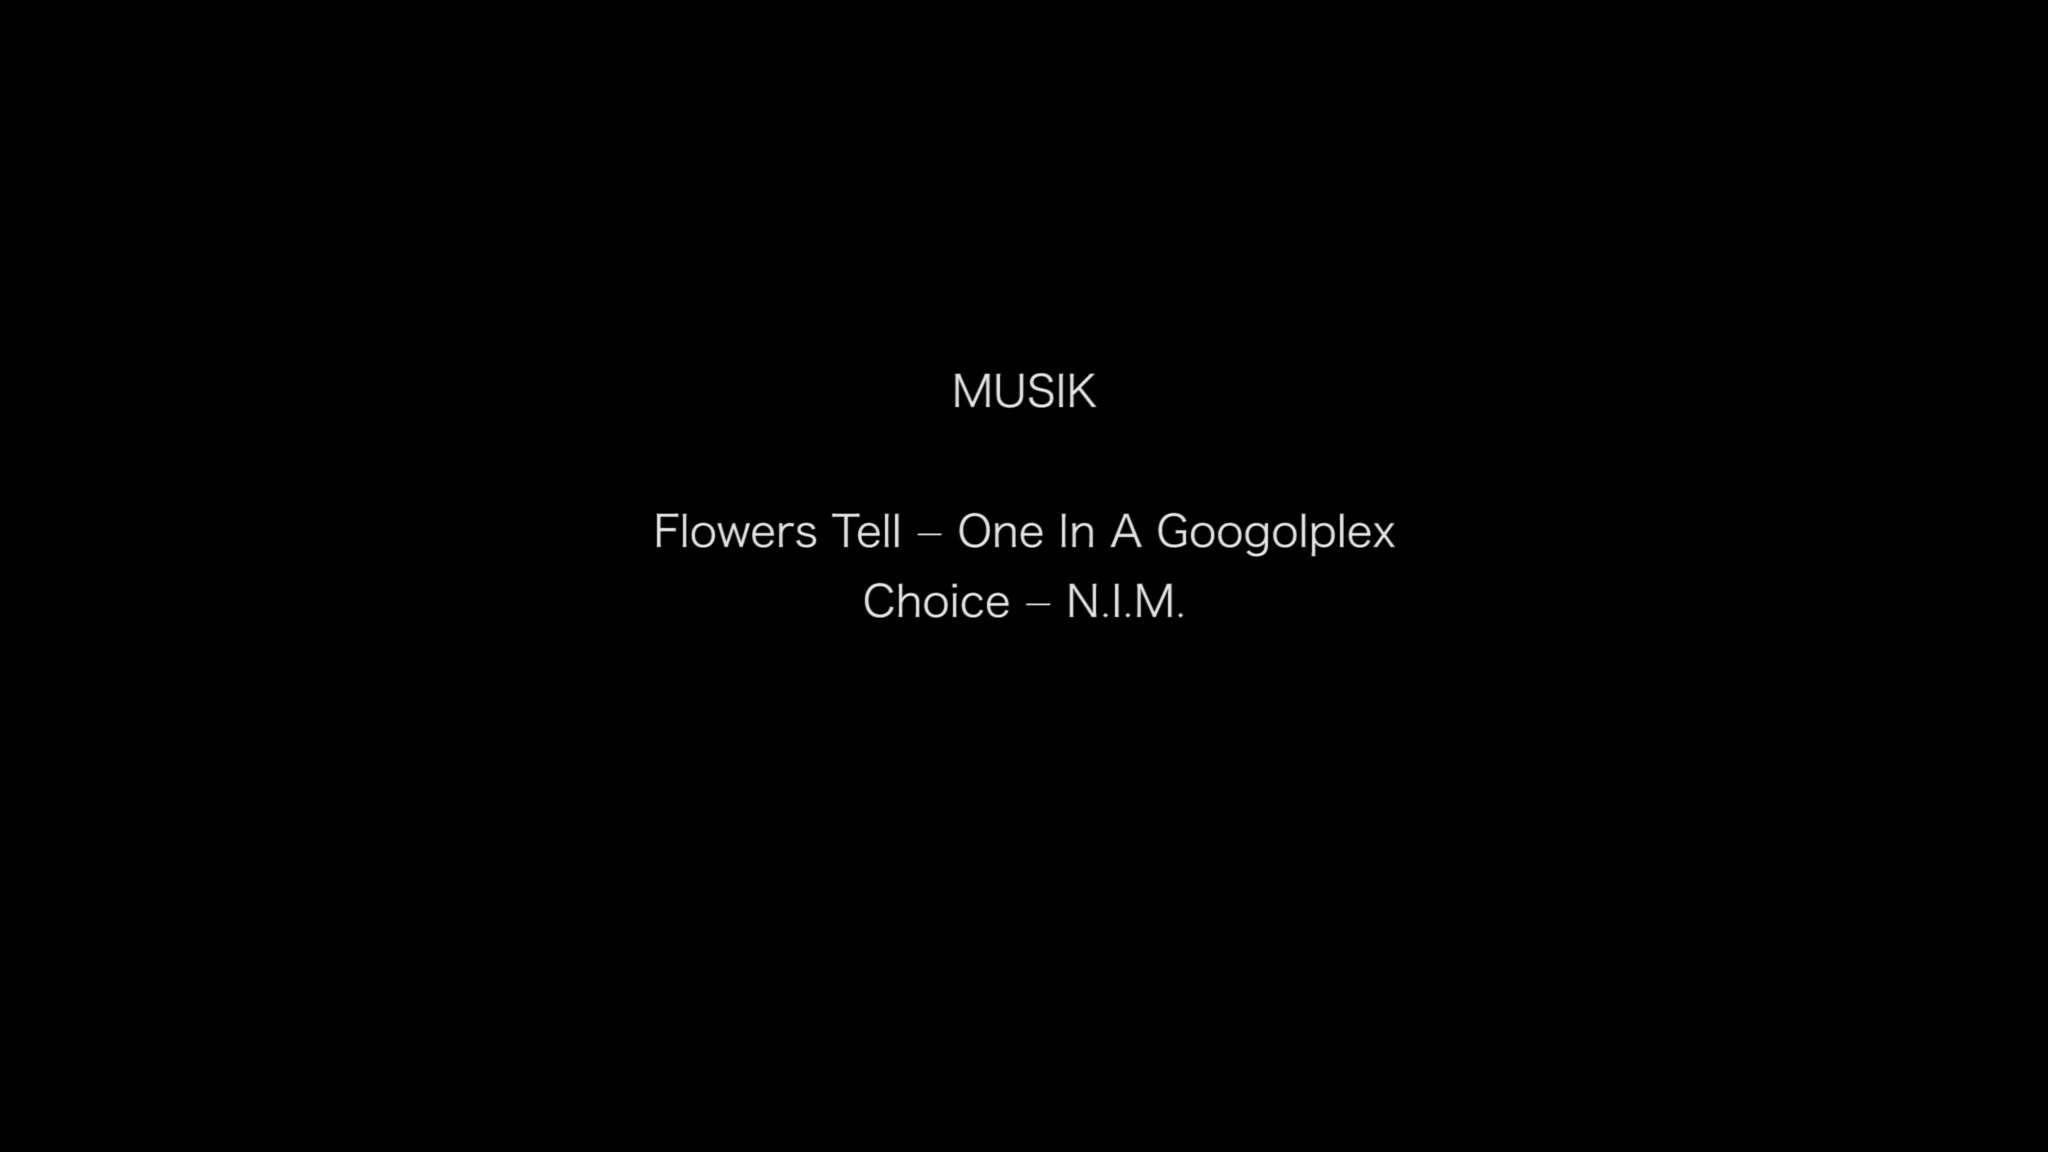 MUSIK
Flowers Tell – One In A Googolplex
Choice – N.I.M.